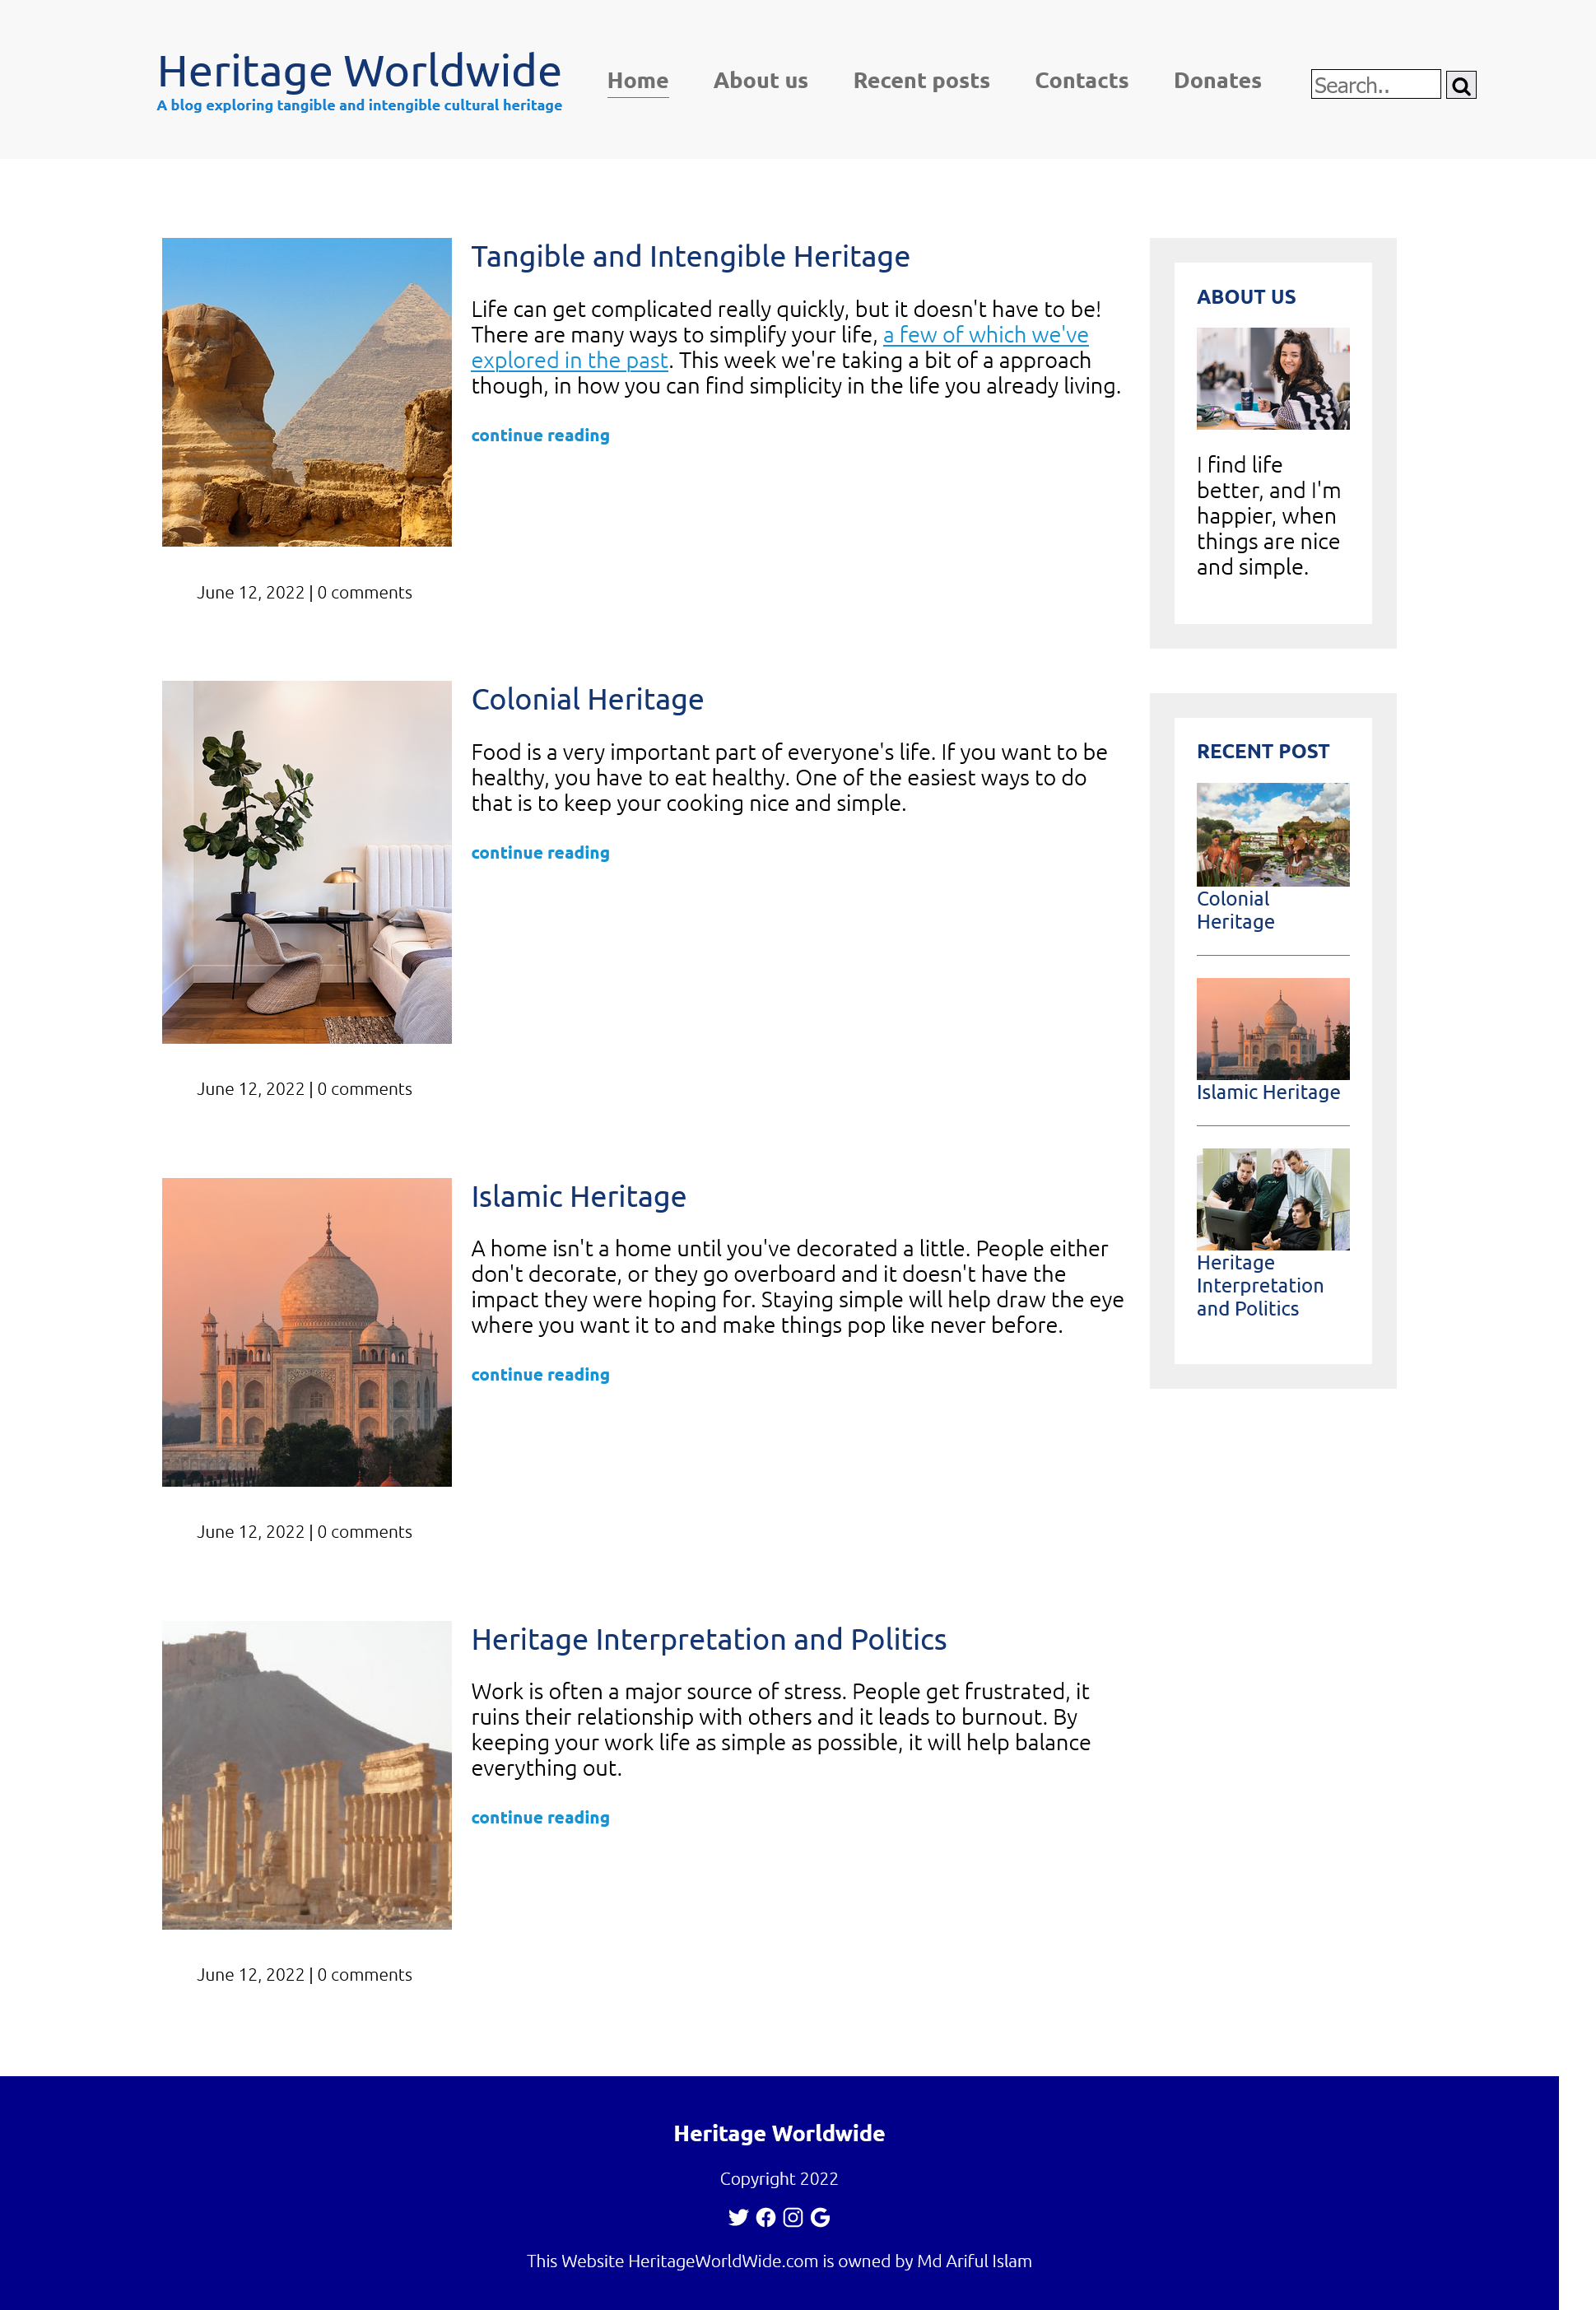 Heritage Worldwide
A blog exploring tangible and intengible cultural heritage
Home
About us
Recent posts
Contacts
Donates
Search..
Tangible and Intengible Heritage
Life can get complicated really quickly, but it doesn't have to be!
There are many ways to simplify your life, a few of which we've
explored in the past. This week we're taking a bit of a approach
though, in how you can find simplicity in the life you already living.
continue reading
June 12, 2022 | 0 comments
Colonial Heritage
Food is a very important part of everyone's life. If you want to be
healthy, you have to eat healthy. One of the easiest ways to do
that is to keep your cooking nice and simple.
continue reading
June 12, 2022 | 0 comments
Islamic Heritage
A home isn't a home until you've decorated a little. People either
don't decorate, or they go overboard and it doesn't have the
impact they were hoping for. Staying simple will help draw the eye
where you want it to and make things pop like never before.
continue reading
June 12, 2022 | 0 comments
Heritage Interpretation and Politics
Work is often a major source of stress. People get frustrated, it
ruins their relationship with others and it leads to burnout. By
keeping your work life as simple as possible, it will help balance
everything out.
continue reading
June 12, 2022 | 0 comments
ABOUT US
I find life
better, and I'm
happier, when
things are nice
and simple.
RECENT POST
Colonial
Heritage
Islamic Heritage
Heritage
Interpretation
and Politics
Heritage Worldwide
Copyright 2022
This Website HeritageWorldWide.com is owned by Md Ariful Islam